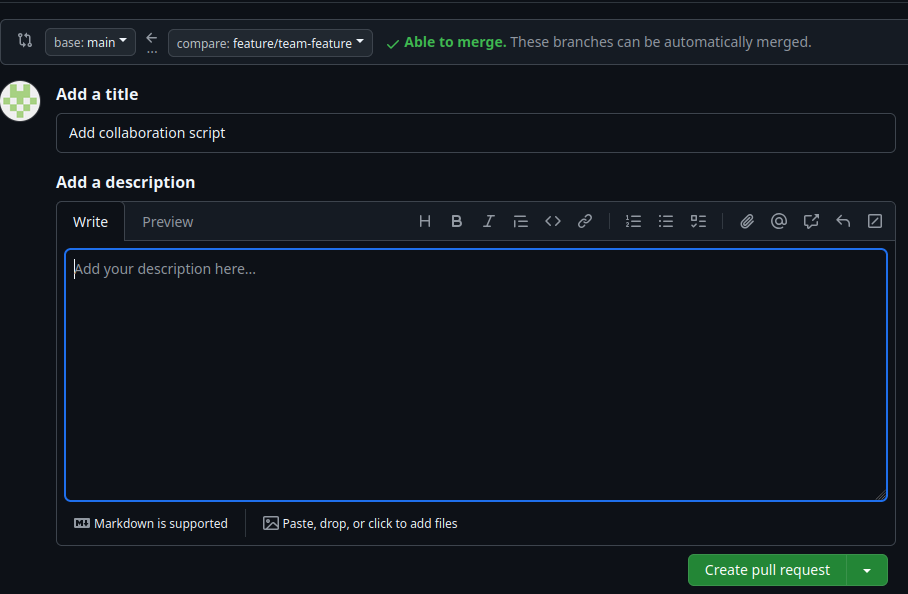 base: main compare: feature/team-feature Able to merge. These branches can be automatically merged.
...
Add a title
Add collaboration script
Add a description
Write Preview
Add your description here...
Markdown is supported Paste, drop, or click to add files
Create pull request